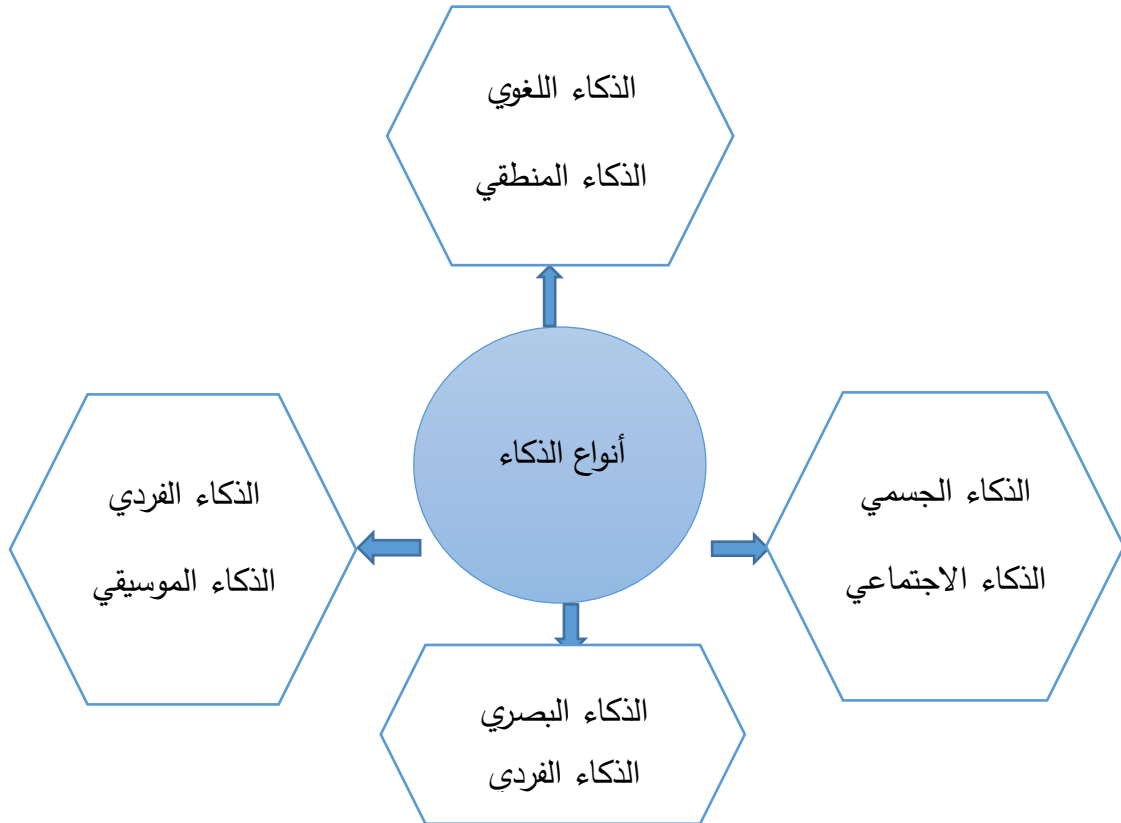 الذكاء اللغوي
الذكاء المنطقي
أنواع الذكاء
الذكاء الجسمي
الذكاء الاجتماعي
الذكاء الفردي
الذكاء الموسيقي
الذكاء البصري
الذكاء الفردي